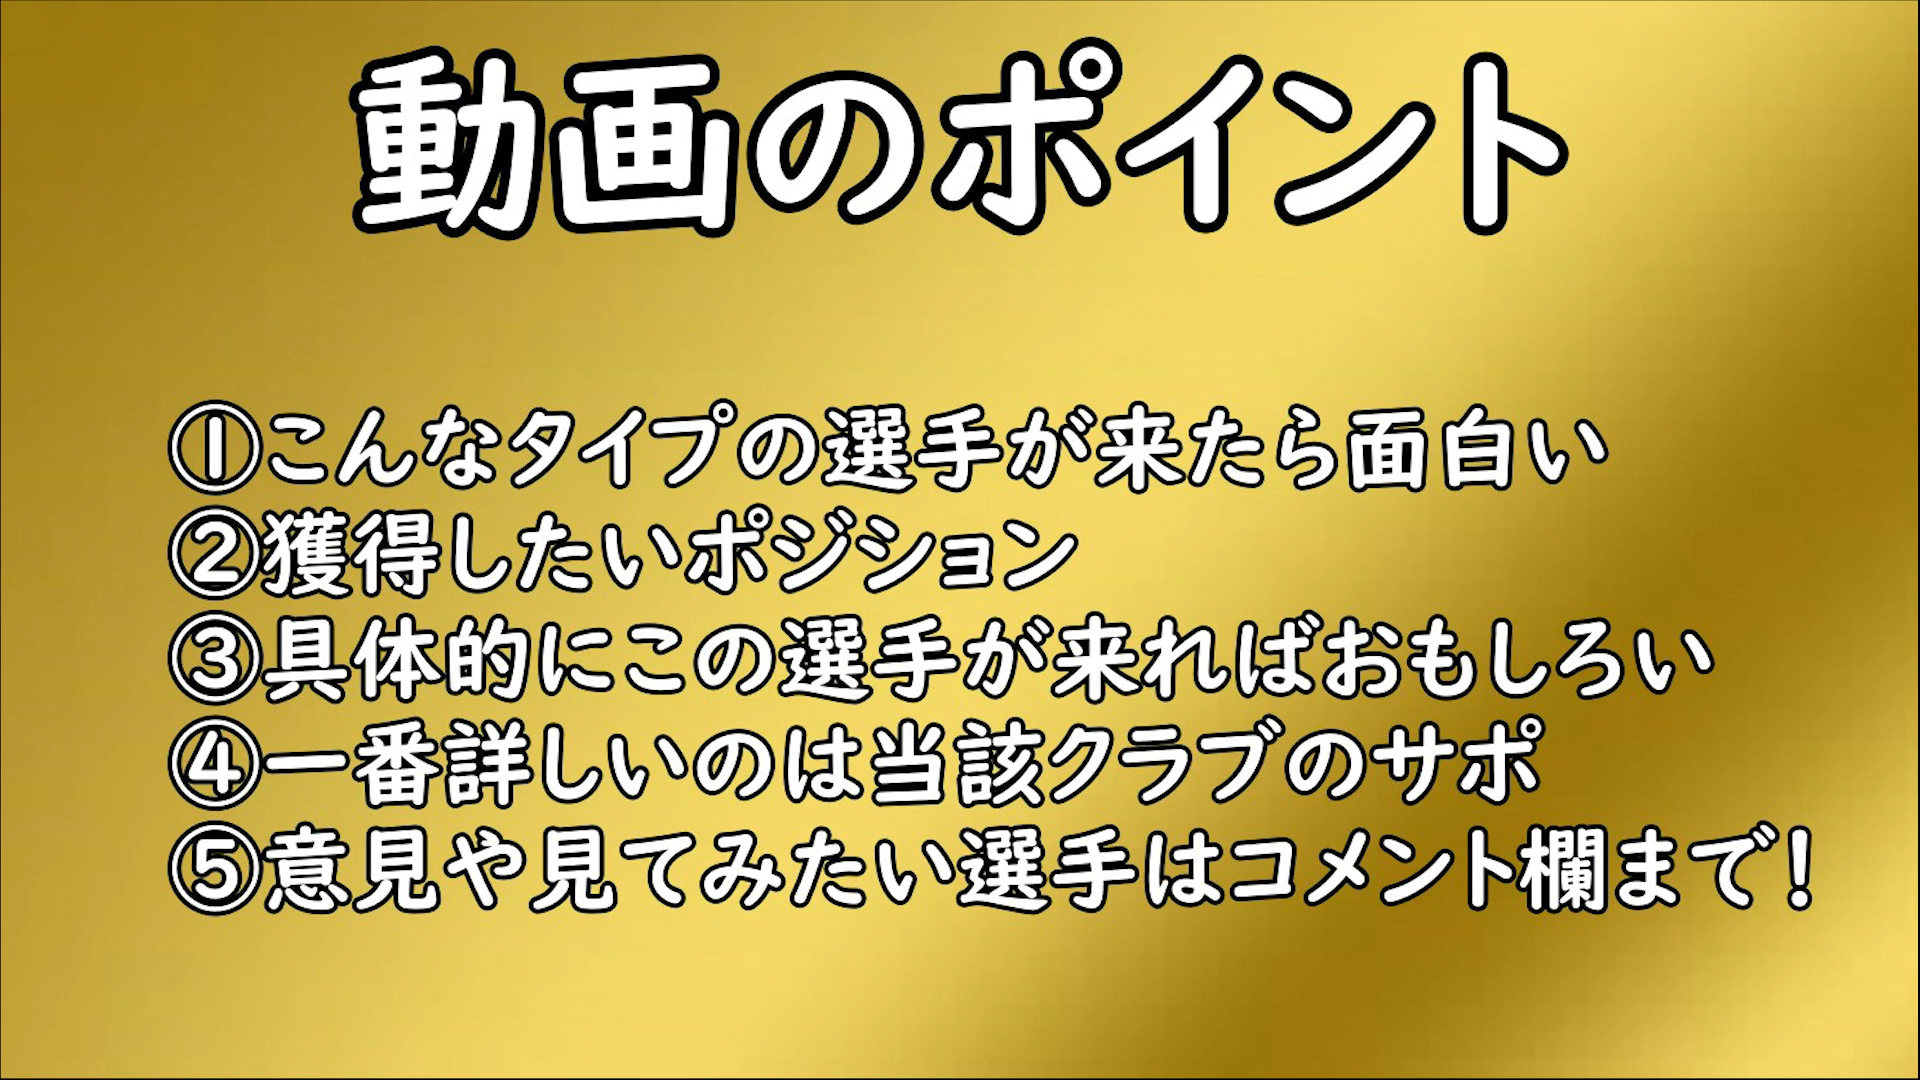 動画のポイント
①こんなタイプの選手が来たら面白い
②獲得したいポジション
③具体的にこの選手が来ればおもしろい
④一番詳しいのは当該クラブのサポ
⑤意見や見てみたい選手はコメント欄まで！